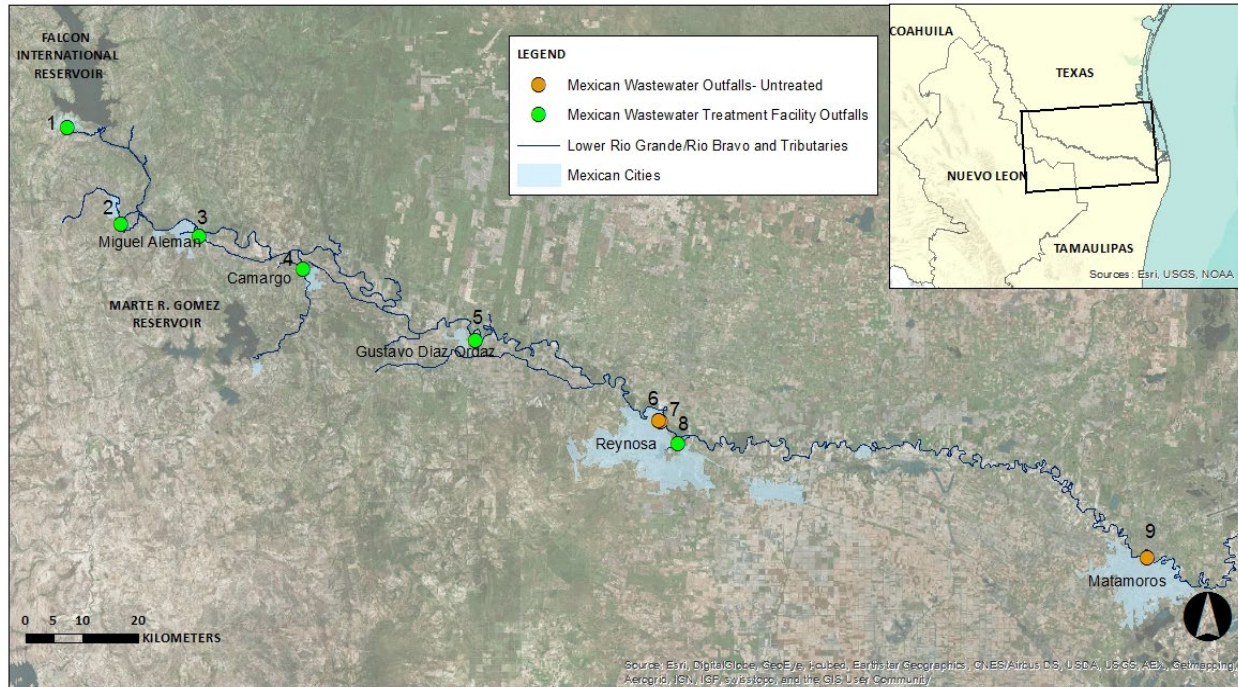 FALCON
INTERNATIONAL
RESERVOIR
1
2
Miguel Aleman
3
4
Camargo
MARTE R. GOMEZ
RESERVOIR
5
Gustavo Diaz Ordaz
6
7
8
Reynosa
9
Matamoros
LEGEND
Mexican Wastewater Outfalls- Untreated
Mexican Wastewater Treatment Facility Outfalls
Lower Rio Grande/Rio Bravo and Tributaries
Mexican Cities
COAHUILA
TEXAS
NUEVO LEON
TAMAULIPAS
Sources: Esri, USGS, NOAA
0 5 10 20
KILOMETERS
Source: Esri, DigitalGlobe, GeoEye, i-cubed, Earthstar Geographics, CNES/Airbus DS, USDA, USGS, AEX, Getmapping,
Aerogrid, IGN, IGP, swisstopo, and the GIS User Community